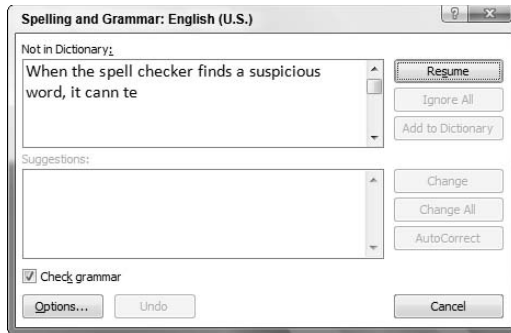 Spelling and Grammar: English (U.S.)
Not in Dictionary:
When the spell checker finds a suspicious
word, it cann te
Resume
Ignore All
Add to Dictionary
Suggestions:
Change
Change All
AutoCorrect
Check grammar
Options... Undo Cancel